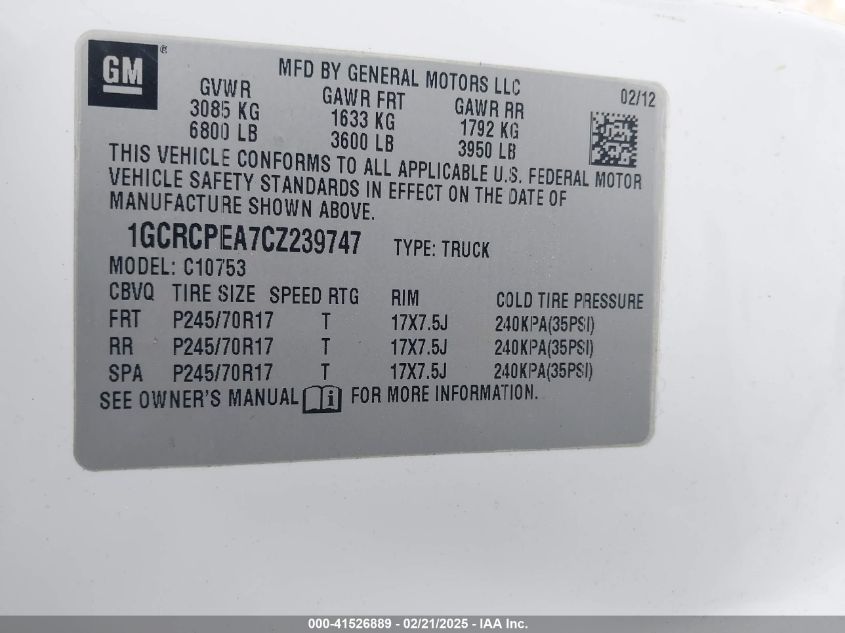 GM®
MFD BY GENERAL MOTORS LLC
02/12
GVWR GAWR FRT GAWR RR
3085 KG 1633 KG 1792 KG
6800 LB 3600 LB 3950 LB
THIS VEHICLE CONFORMS TO ALL APPLICABLE U.S. FEDERAL MOTOR
VEHICLE SAFETY STANDARDS IN EFFECT ON THE DATE OF
MANUFACTURE SHOWN ABOVE.
1GCRCPEA7CZ239747 TYPE: TRUCK
MODEL: C10753
CBVQ TIRE SIZE SPEED RTG RIM COLD TIRE PRESSURE
FRT P245/70R17 T 17X7.5J 240KPA(35PSI)
RR P245/70R17 T 17X7.5J 240KPA(35PSI)
SPA P245/70R17 T 17X7.5J 240KPA(35PSI)
SEE OWNER'S MANUAL i FOR MORE INFORMATION.
000-41526889 - 02/21/2025 - IAA Inc.